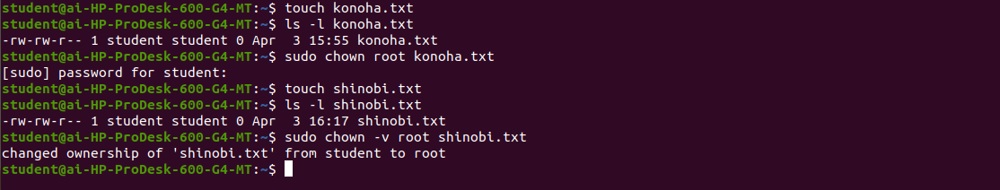 student@ai-HP-ProDesk-600-G4-MT:~$ touch konoha.txt
student@ai-HP-ProDesk-600-G4-MT:~$ ls -l konoha.txt
-rw-rw-r-- 1 student student 0 Apr  3 15:55 konoha.txt
student@ai-HP-ProDesk-600-G4-MT:~$ sudo chown root konoha.txt
[sudo] password for student:
student@ai-HP-ProDesk-600-G4-MT:~$ touch shinobi.txt
student@ai-HP-ProDesk-600-G4-MT:~$ ls -l shinobi.txt
-rw-rw-r-- 1 student student 0 Apr  3 16:17 shinobi.txt
student@ai-HP-ProDesk-600-G4-MT:~$ sudo chown -v root shinobi.txt
changed ownership of 'shinobi.txt' from student to root
student@ai-HP-ProDesk-600-G4-MT:~$